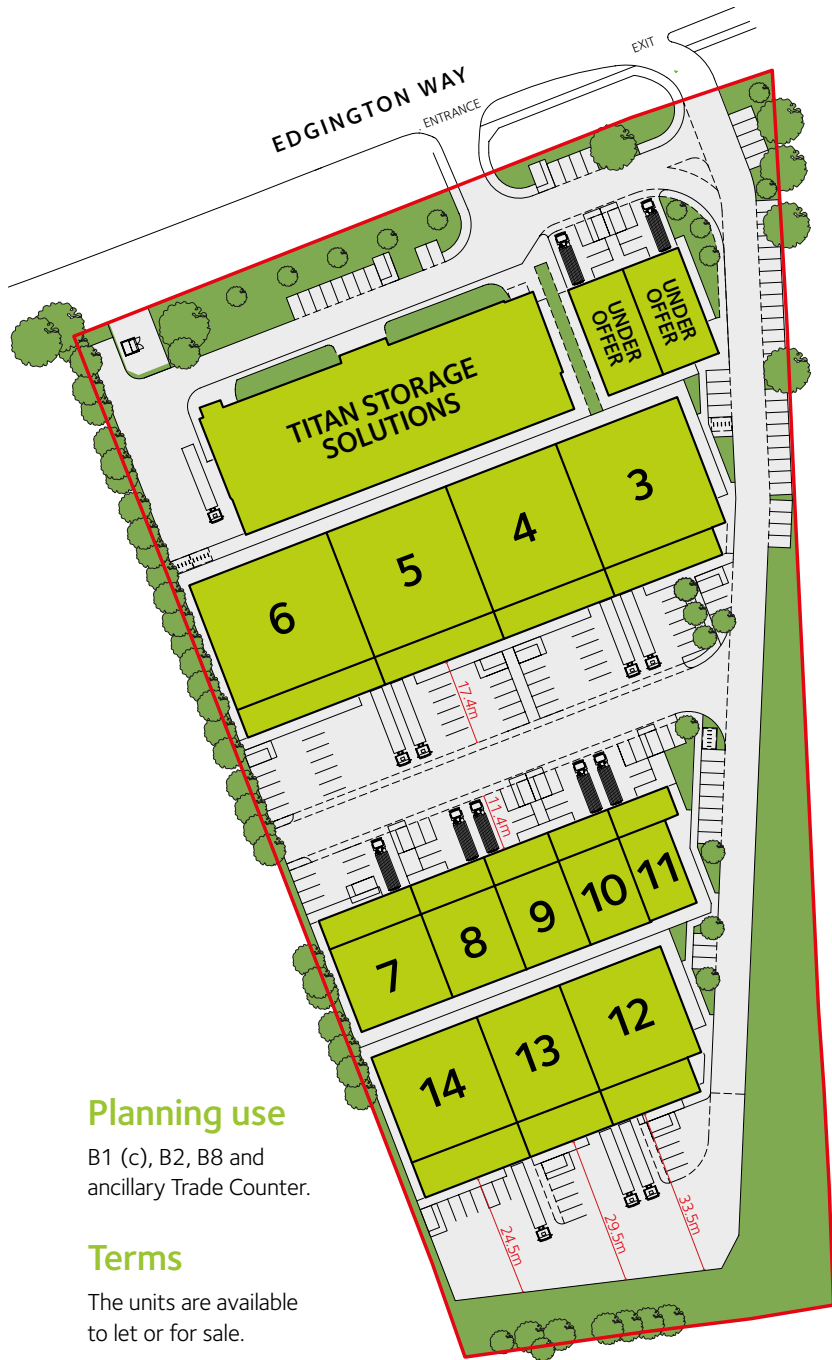 EXIT
EDGINGTON WAY
ENTRANCE
UNDER
OFFER
UNDER
OFFER
TITAN STORAGE
SOLUTIONS
3
4
5
6
17.4m
11.4m
11
10
9
8
7
12
13
14
33.5m
29.5m
24.5m
Planning use
B1 (c), B2, B8 and
ancillary Trade Counter.
Terms
The units are available
to let or for sale.